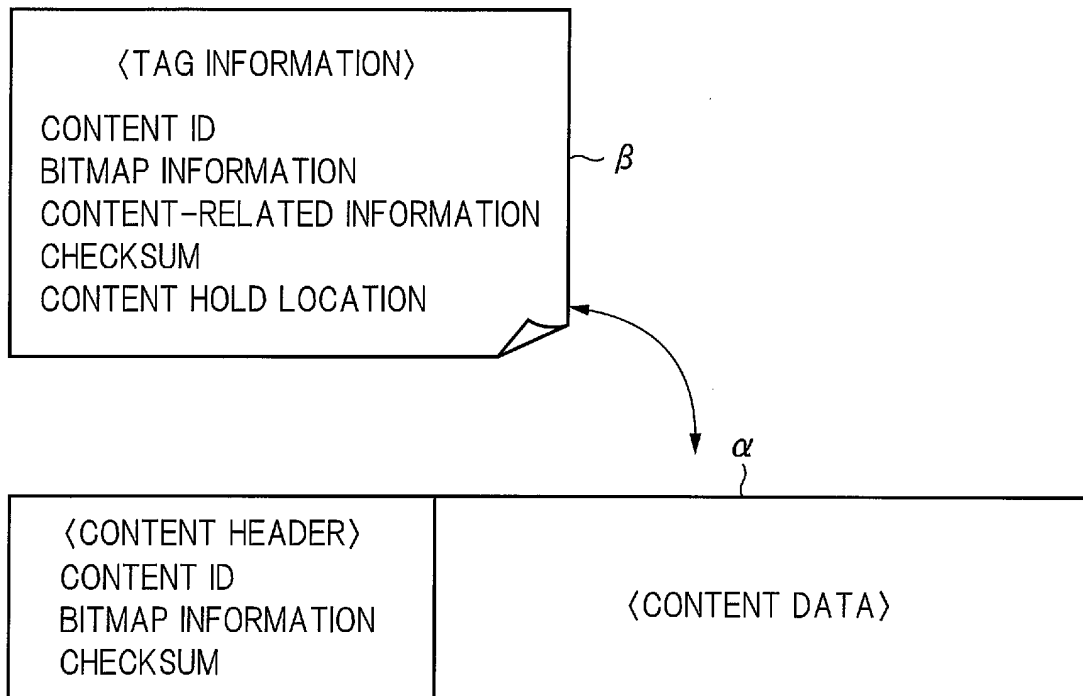 〈TAG INFORMATION〉
CONTENT ID
BITMAP INFORMATION
CONTENT-RELATED INFORMATION
CHECKSUM
CONTENT HOLD LOCATION
β
α
〈CONTENT HEADER〉
CONTENT ID
BITMAP INFORMATION
CHECKSUM
〈CONTENT DATA〉